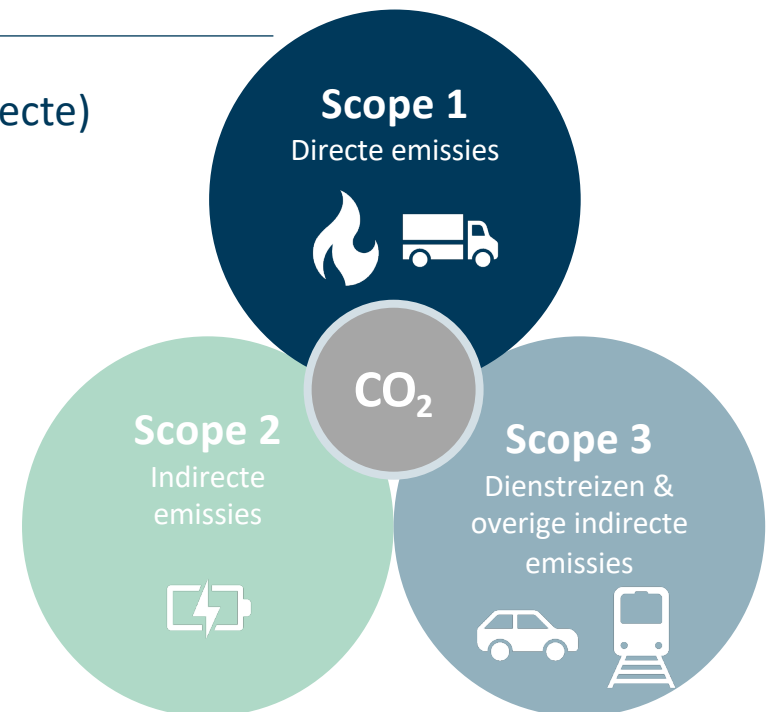 ecte)
Scope 1
Directe emissies
CO₂
Scope 2
Indirecte
emissies
Scope 3
Dienstreizen &
overige indirecte
emissies